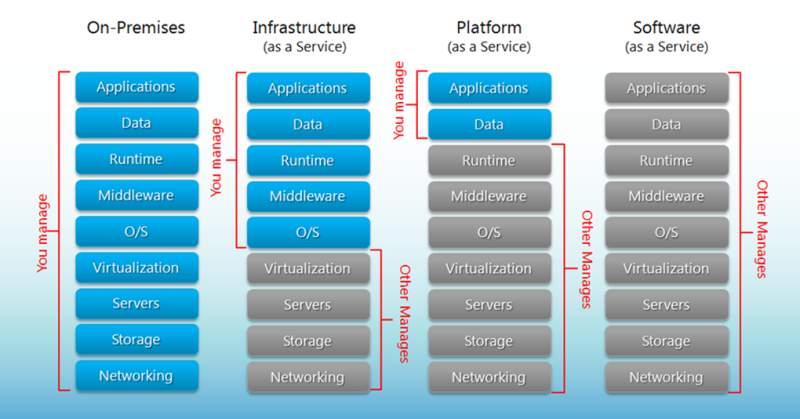 On-Premises
Applications
Data
Runtime
Middleware
O/S
Virtualization
Servers
Storage
Networking
You manage
Infrastructure
(as a Service)
Applications
Data
Runtime
Middleware
O/S
Virtualization
Servers
Storage
Networking
You manage
Other Manages
Platform
(as a Service)
Applications
Data
Runtime
Middleware
O/S
Virtualization
Servers
Storage
Networking
You manage
Other Manages
Software
(as a Service)
Applications
Data
Runtime
Middleware
O/S
Virtualization
Servers
Storage
Networking
Other Manages